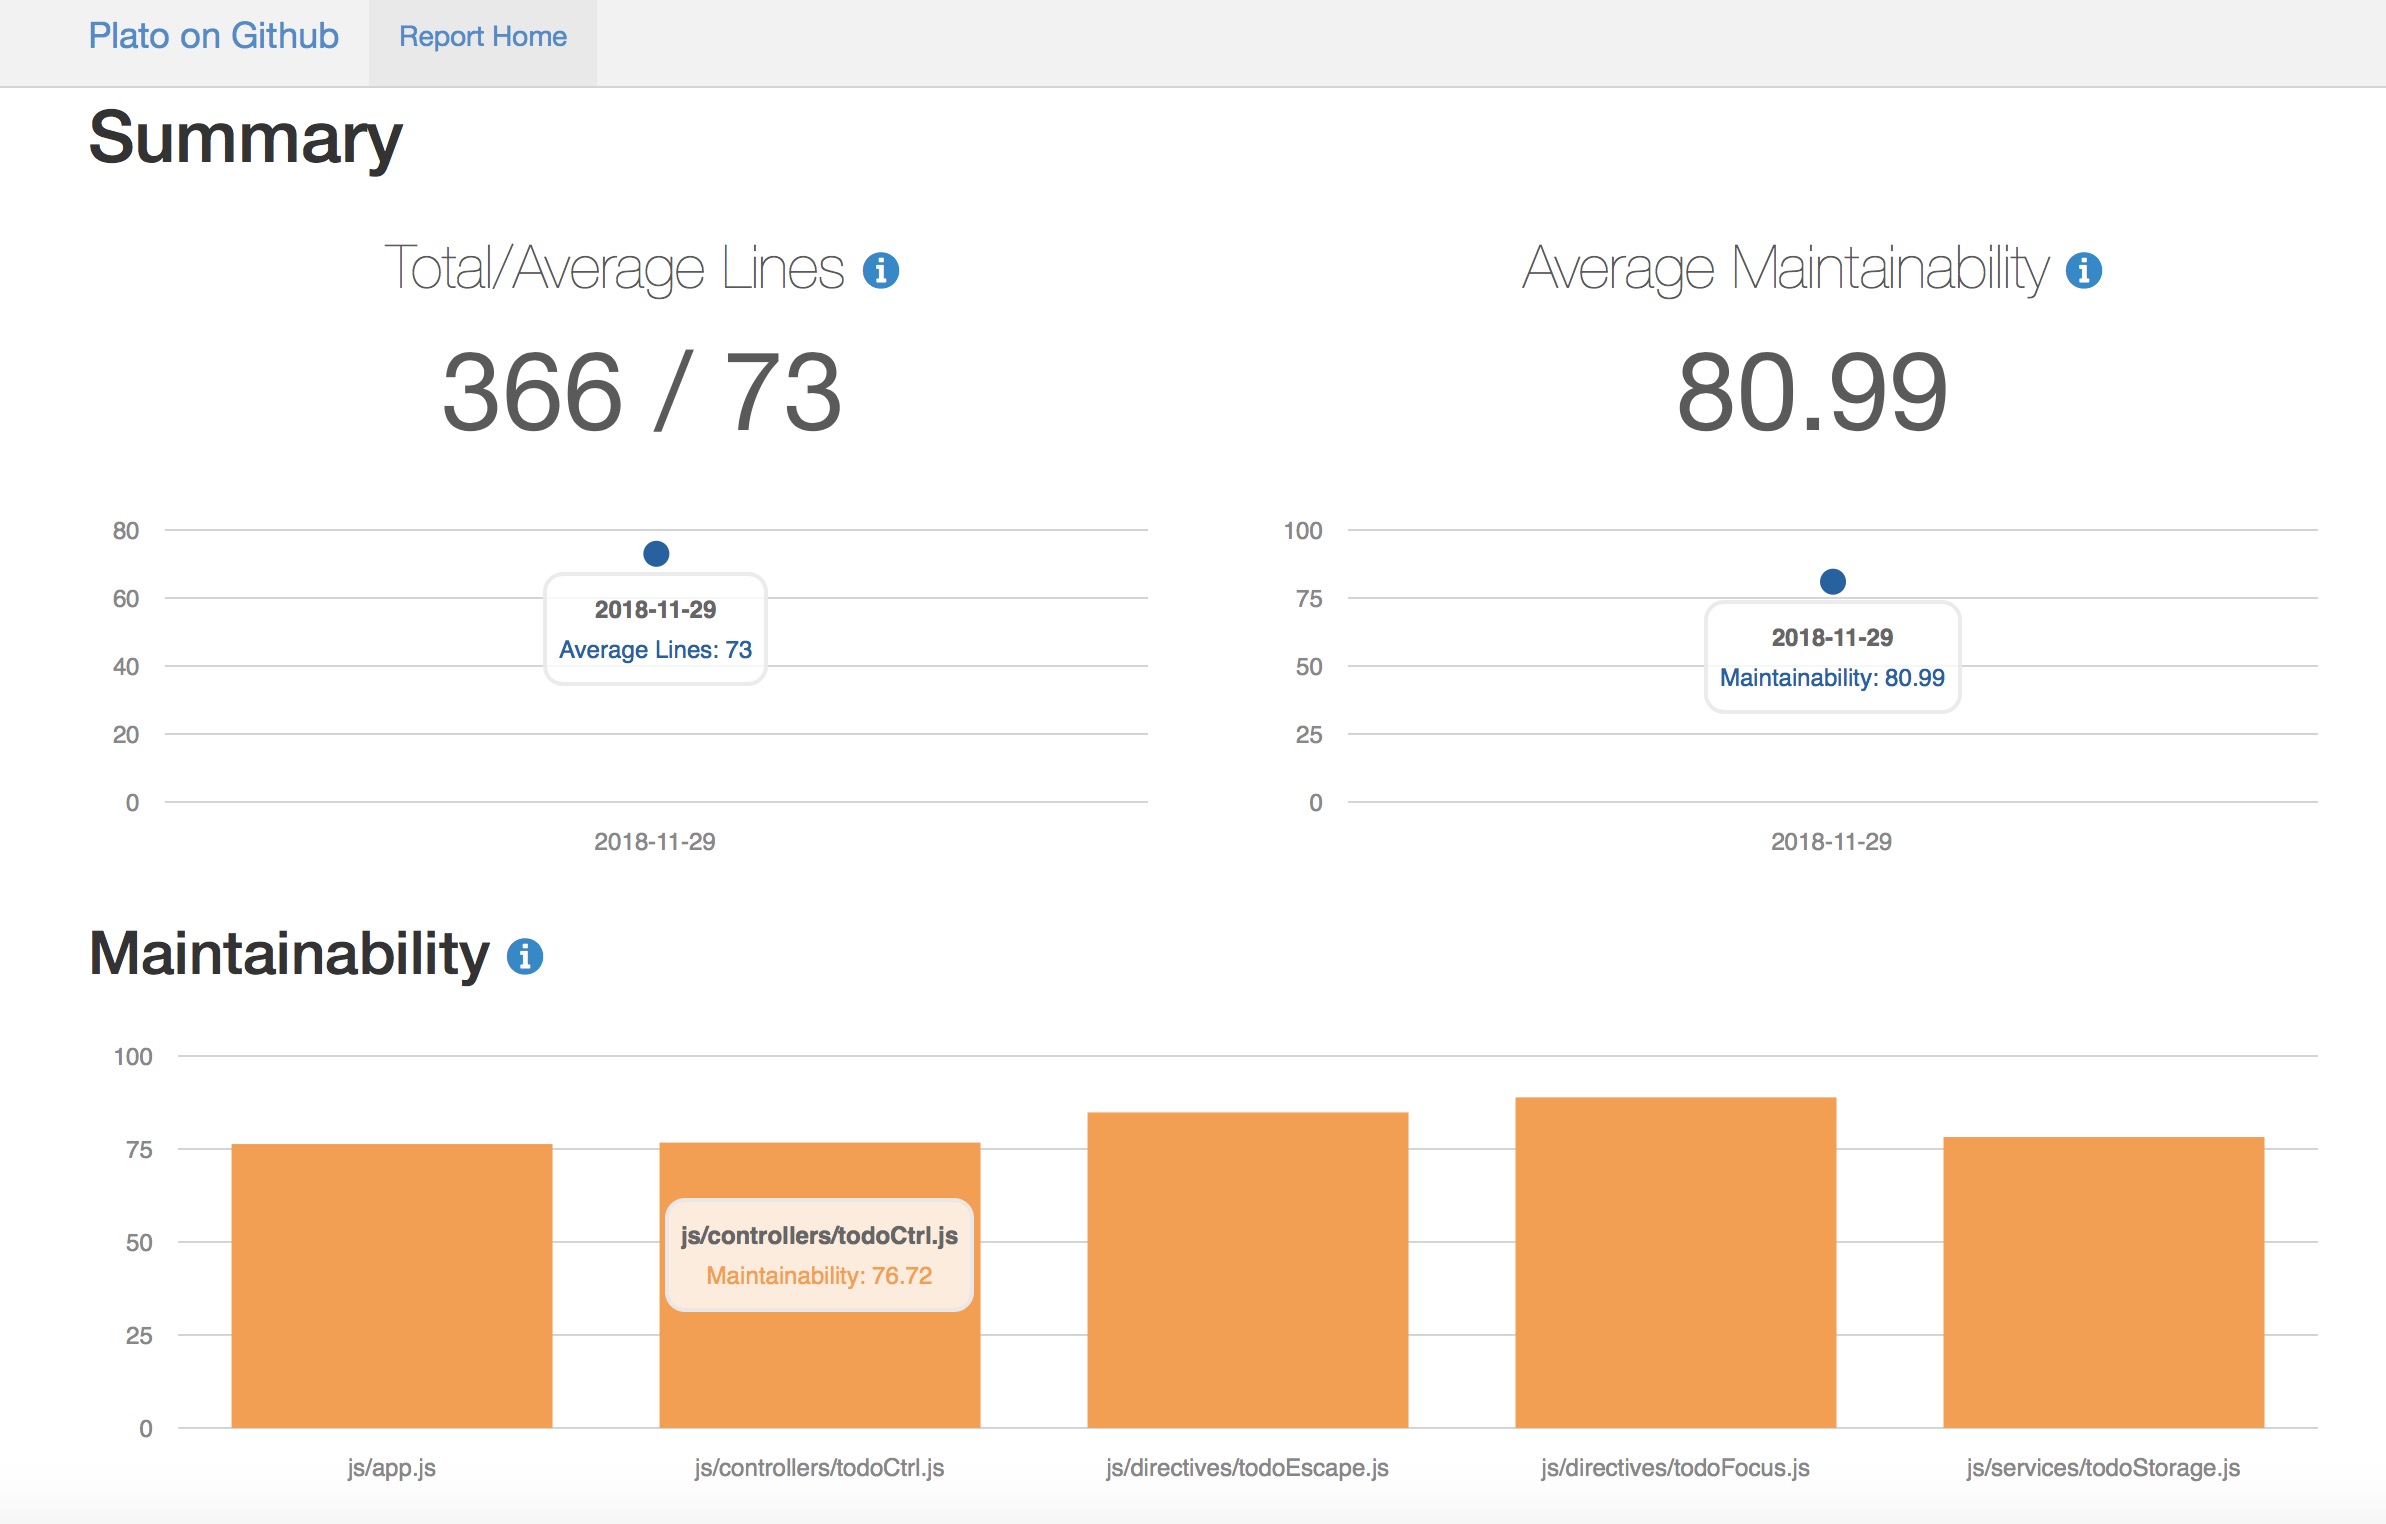 Plato on Github
Report Home
Summary
Total/Average Lines
366 / 73
80
60
40
20
0
2018-11-29
Average Lines: 73
2018-11-29
Average Maintainability
80.99
100
75
50
25
0
2018-11-29
Maintainability: 80.99
2018-11-29
Maintainability
100
75
50
25
0
js/controllers/todoCtrl.js
Maintainability: 76.72
js/app.js
js/controllers/todoCtrl.js
js/directives/todoEscape.js
js/directives/todoFocus.js
js/services/todoStorage.js